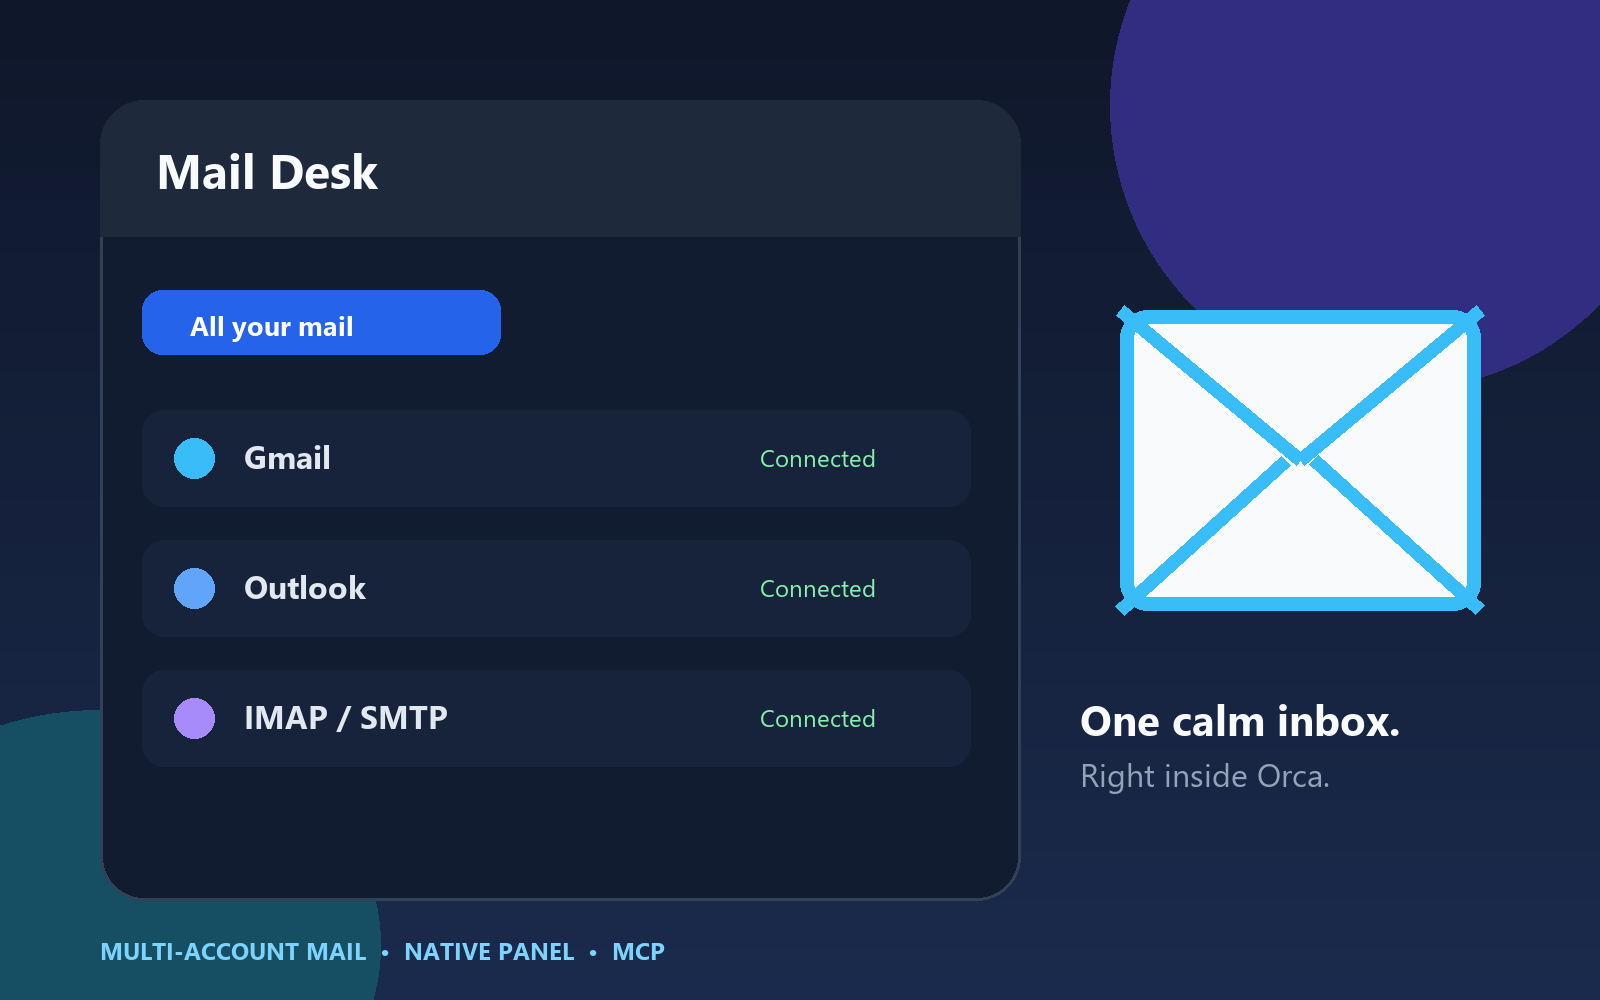 Mail Desk
All your mail
Gmail
Connected
Outlook
Connected
IMAP / SMTP
Connected
One calm inbox.
Right inside Orca.
MULTI-ACCOUNT MAIL • NATIVE PANEL • MCP